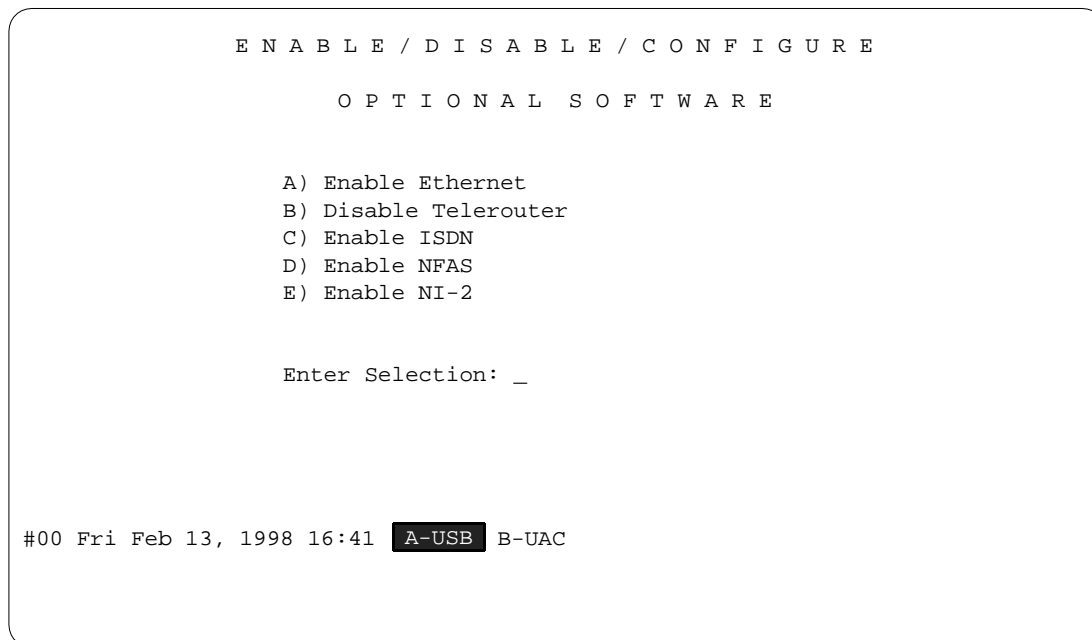 E N A B L E / D I S A B L E / C O N F I G U R E
O P T I O N A L S O F T W A R E
A) Enable Ethernet
B) Disable Telerouter
C) Enable ISDN
D) Enable NFAS
E) Enable NI-2
Enter Selection: _
#00 Fri Feb 13, 1998 16:41 A-USB B-UAC